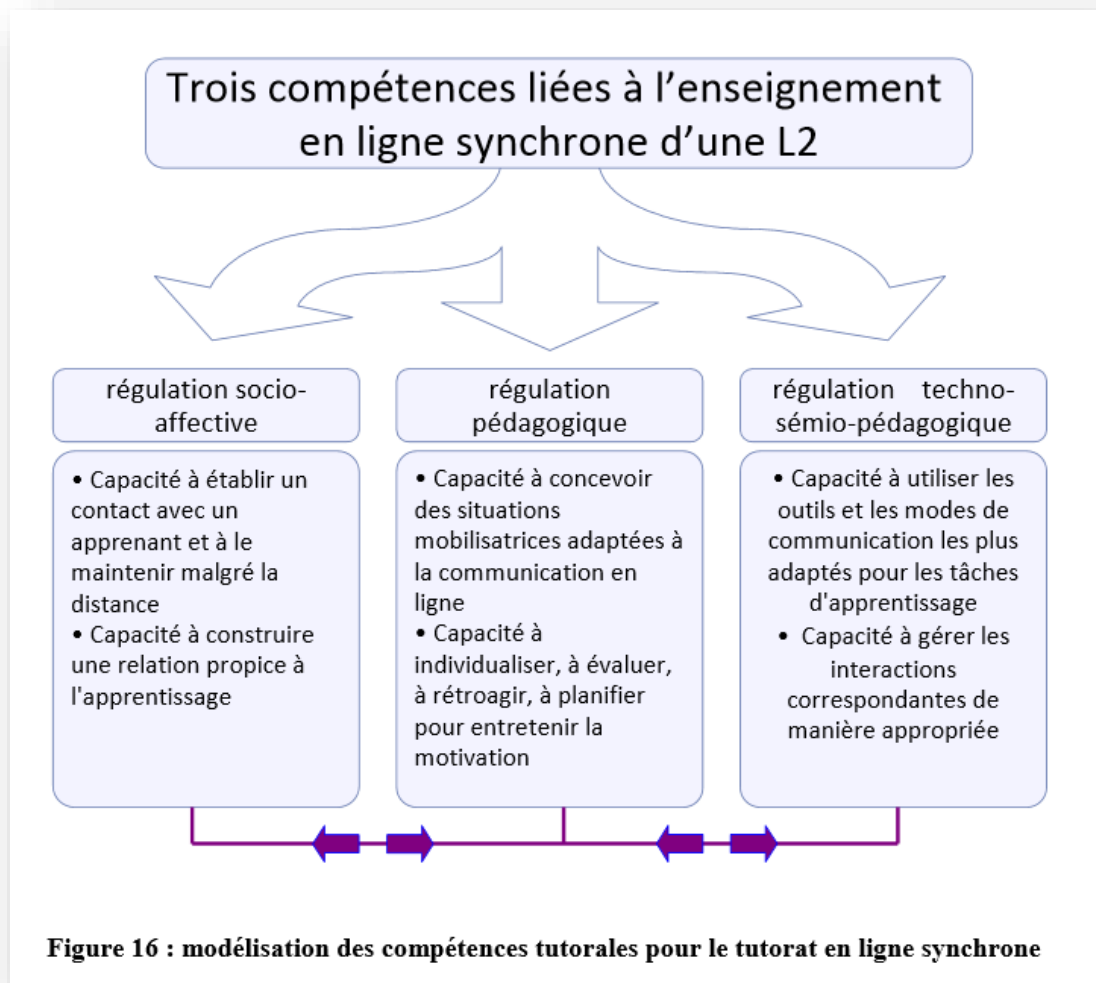 Trois compétences liées à l’enseignement
en ligne synchrone d’une L2
régulation socio-
affective
• Capacité à établir un
contact avec un
apprenant et à le
maintenir malgré la
distance
• Capacité à construire
une relation propice à
l'apprentissage
régulation
pédagogique
• Capacité à concevoir
des situations
mobilisatrices adaptées à
la communication en
ligne
• Capacité à
individualiser, à évaluer,
à rétroagir, à planifier
pour entretenir la
motivation
régulation techno-
sémio-pédagogique
• Capacité à utiliser les
outils et les modes de
communication les plus
adaptés pour les tâches
d'apprentissage
• Capacité à gérer les
interactions
correspondantes de
manière appropriée
Figure 16 : modélisation des compétences tutorales pour le tutorat en ligne synchrone